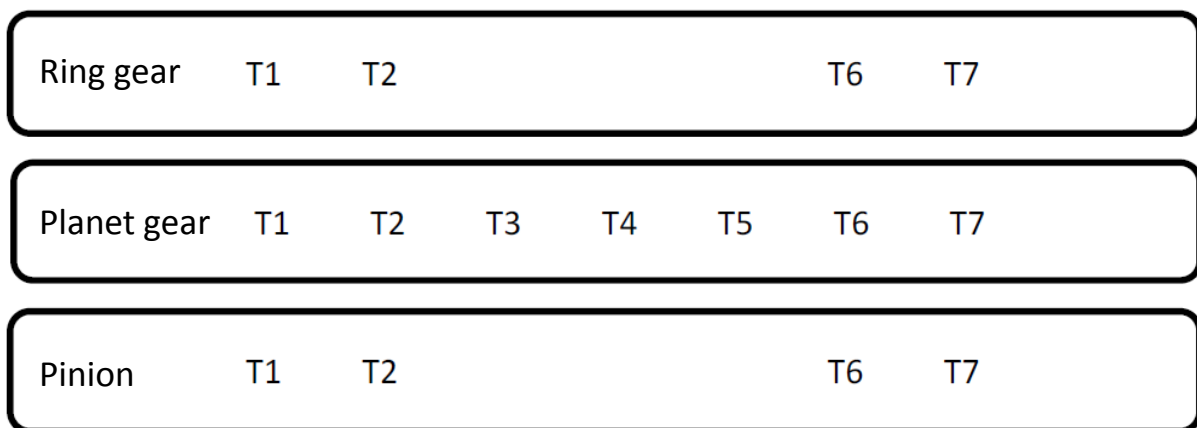 Ring gear T1 T2 T6 T7
Planet gear T1 T2 T3 T4 T5 T6 T7
Pinion T1 T2 T6 T7